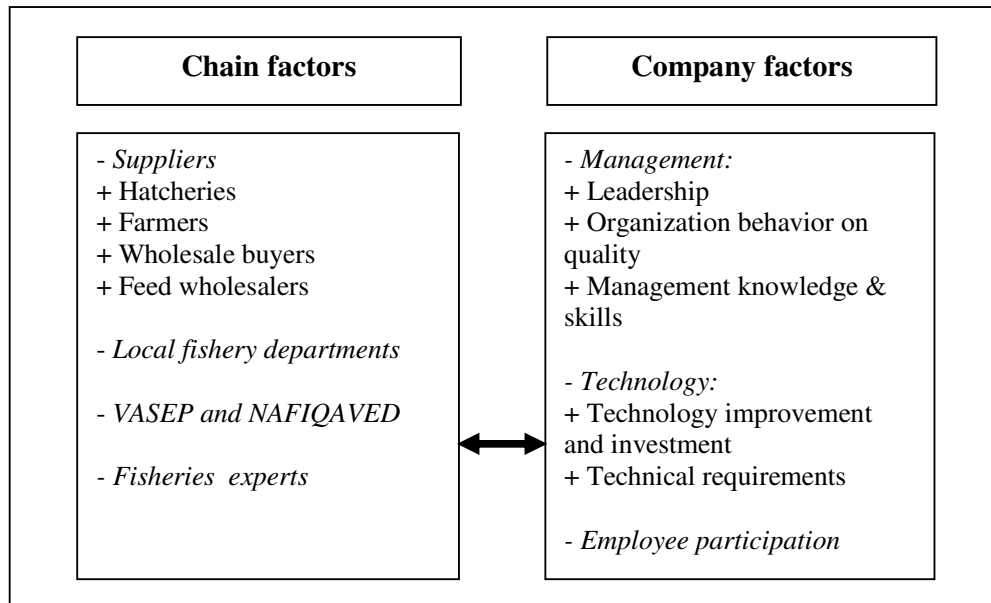 Chain factors
- Suppliers
+ Hatcheries
+ Farmers
+ Wholesale buyers
+ Feed wholesalers
- Local fishery departments
- VASEP and NAFIQAVED
- Fisheries experts
Company factors
- Management:
+ Leadership
+ Organization behavior on
quality
+ Management knowledge &
skills
- Technology:
+ Technology improvement
and investment
+ Technical requirements
- Employee participation